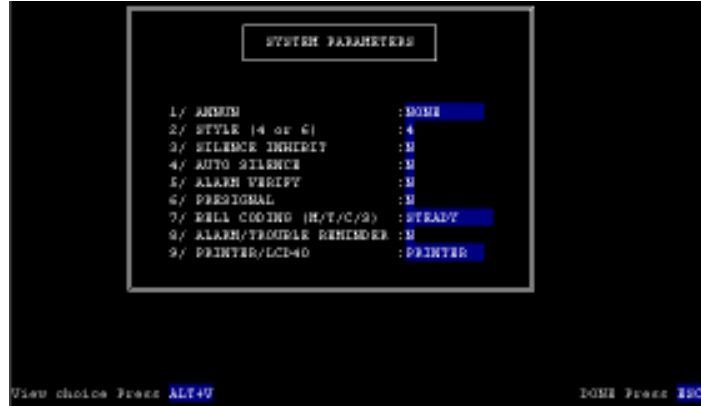 SYSTEM PARAMETERS
1/ ANNUN :NONE
2/ STYLE (4 or 6) :4
3/ SILENCE INHIBIT :N
4/ AUTO SILENCE :N
5/ ALARM VERIFY :N
6/ PRESIGNAL :N
7/ BELL CODING (M/T/C/S) :STEADY
8/ ALARM/TROUBLE REMINDER :N
9/ PRINTER/LCD40 :PRINTER
View choice Press ALT+V DONE Press ESC